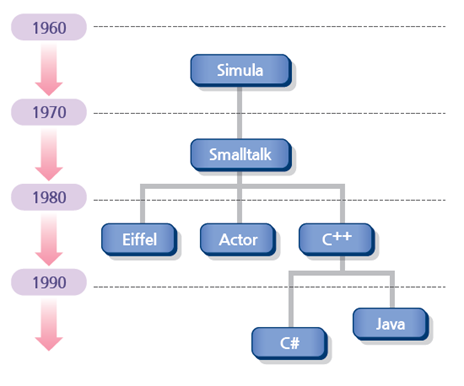 1960
Simula
1970
Smalltalk
1980
Eiffel
Actor
C++
1990
Java
C#